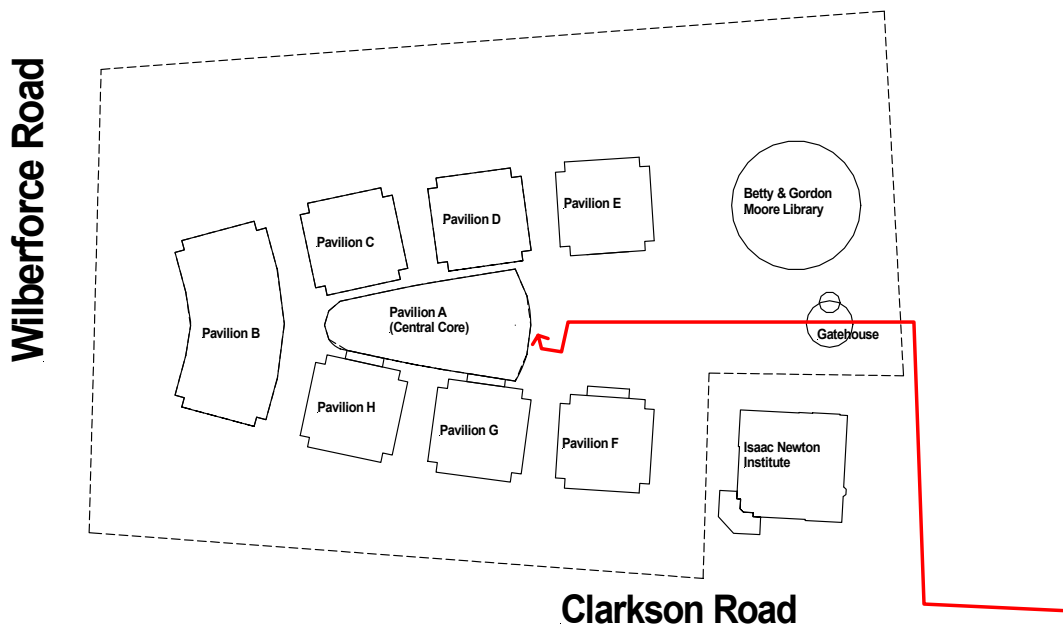 Wilberforce Road
Betty & Gordon
Moore Library
Pavilion E
Pavilion D
Pavilion C
Pavilion A
(Central Core)
Pavilion B
Gatehouse
Pavilion H
Pavilion G
Pavilion F
Isaac Newton
Institute
Clarkson Road